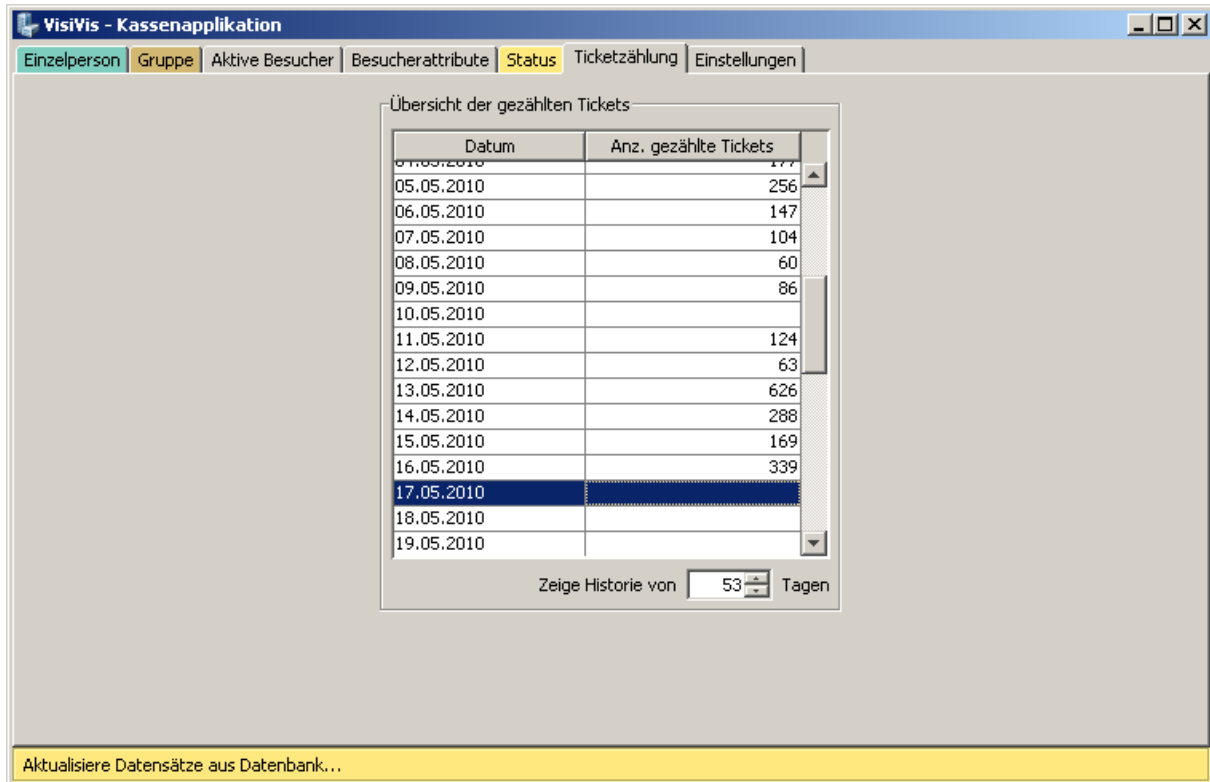 VisiVis - Kassenapplikation
Einzelperson Gruppe Aktive Besucher Besucherattribute Status Ticketzählung Einstellungen
Übersicht der gezählten Tickets
Datum Anz. gezählte Tickets
04.05.2010 177
05.05.2010 256
06.05.2010 147
07.05.2010 104
08.05.2010 60
09.05.2010 86
10.05.2010
11.05.2010 124
12.05.2010 63
13.05.2010 626
14.05.2010 288
15.05.2010 169
16.05.2010 339
17.05.2010
18.05.2010
19.05.2010
Zeige Historie von 53 Tagen
Aktualisiere Datensätze aus Datenbank...